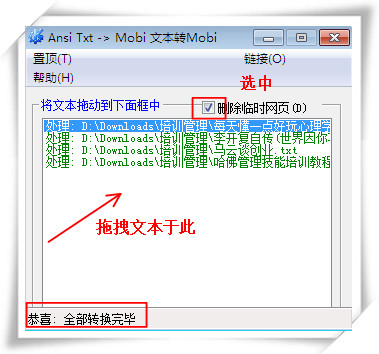 Ansi Txt -> Mobi 文本转Mobi
置顶(T) 链接(O)
帮助(H)
选中
将文本拖动到下面框中 删除临时网页(D)
处理: D:\Downloads\培训管理\每天懂一点好玩心理学
处理: D:\Downloads\培训管理\李开复自传(世界因你
处理: D:\Downloads\培训管理\马云谈创业.txt
处理: D:\Downloads\培训管理\哈佛管理技能培训教程
拖拽文本于此
恭喜: 全部转换完毕